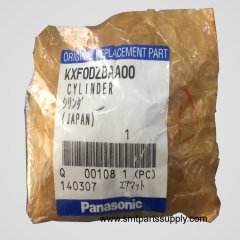 ORIGINAL REPLACEMENT PART
KXF0DZBAA00
CYLINDER
シリンダ
(JAPAN)
1
Q 00108 1 (PC)
140307 エアマット
Panasonic
www.smtpartssupply.com